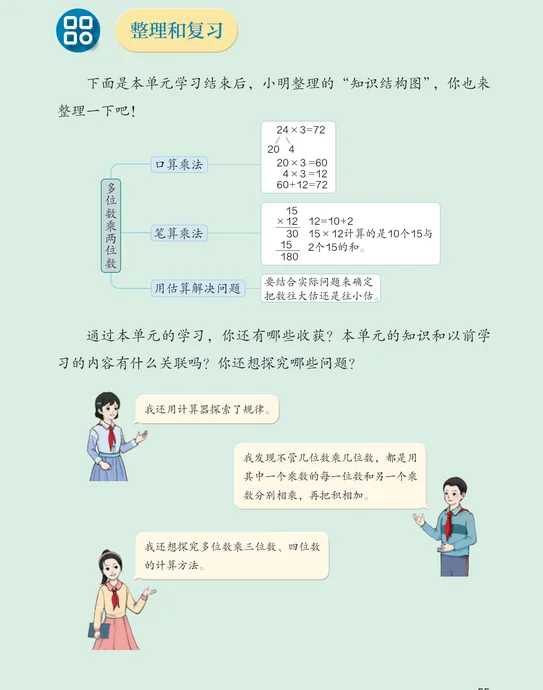 整理和复习
下面是本单元学习结束后，小明整理的“知识结构图”，你也来
整理一下吧！
多位数乘两位数
口算乘法
24×3=72
20 4
20×3=60
4×3=12
60+12=72
笔算乘法
15
×12
30
15
180
12=10+2
15×12计算的是10个15与
2个15的和。
用估算解决问题
要结合实际问题来确定
把数往大估还是往小估。
通过本单元的学习，你还有哪些收获？本单元的知识和以前学
习的内容有什么关联吗？你还想探究哪些问题？
我还用计算器探索了规律。
我发现不管几位数乘几位数，都是用
其中一个乘数的每一位数和另一个乘
数分别相乘，再把积相加。
我还想探究多位数乘三位数、四位数
的计算方法。